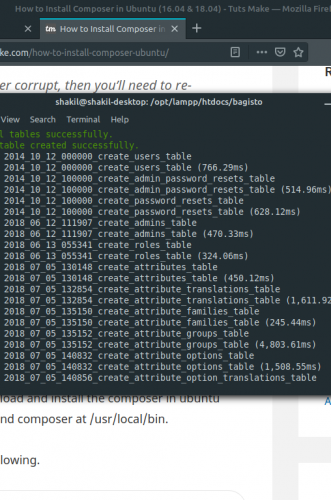 How to Install Composer in Ubuntu (16.04 & 18.04) - Tuts Make - Mozilla Firef
tm How to Install Composer in
ke.com/how-to-install-composer-ubuntu/
er corrupt, then you'll need to re-
R
shakil@shakil-desktop: /opt/lampp/htdocs/bagisto
View Search Terminal Help
l tables successfully.
table created successfully.
2014_10_12_000000_create_users_table
2014_10_12_000000_create_users_table (766.29ms)
2014_10_12_100000_create_admin_password_resets_table
2014_10_12_100000_create_admin_password_resets_table (514.96ms)
2014_10_12_100000_create_password_resets_table
2014_10_12_100000_create_password_resets_table (628.12ms)
2018_06_12_111907_create_admins_table
2018_06_12_111907_create_admins_table (470.33ms)
2018_06_13_055341_create_roles_table
2018_06_13_055341_create_roles_table (324.06ms)
2018_07_05_130148_create_attributes_table
2018_07_05_130148_create_attributes_table (450.12ms)
2018_07_05_132854_create_attribute_translations_table
2018_07_05_132854_create_attribute_translations_table (1,611.92
2018_07_05_135150_create_attribute_families_table
2018_07_05_135150_create_attribute_families_table (245.44ms)
2018_07_05_135152_create_attribute_groups_table
2018_07_05_135152_create_attribute_groups_table (4,803.61ms)
2018_07_05_140832_create_attribute_options_table
2018_07_05_140832_create_attribute_options_table (1,508.55ms)
2018_07_05_140856_create_attribute_option_translations_table
load and install the composer in ubuntu
nd composer at /usr/local/bin.
A
lowing.